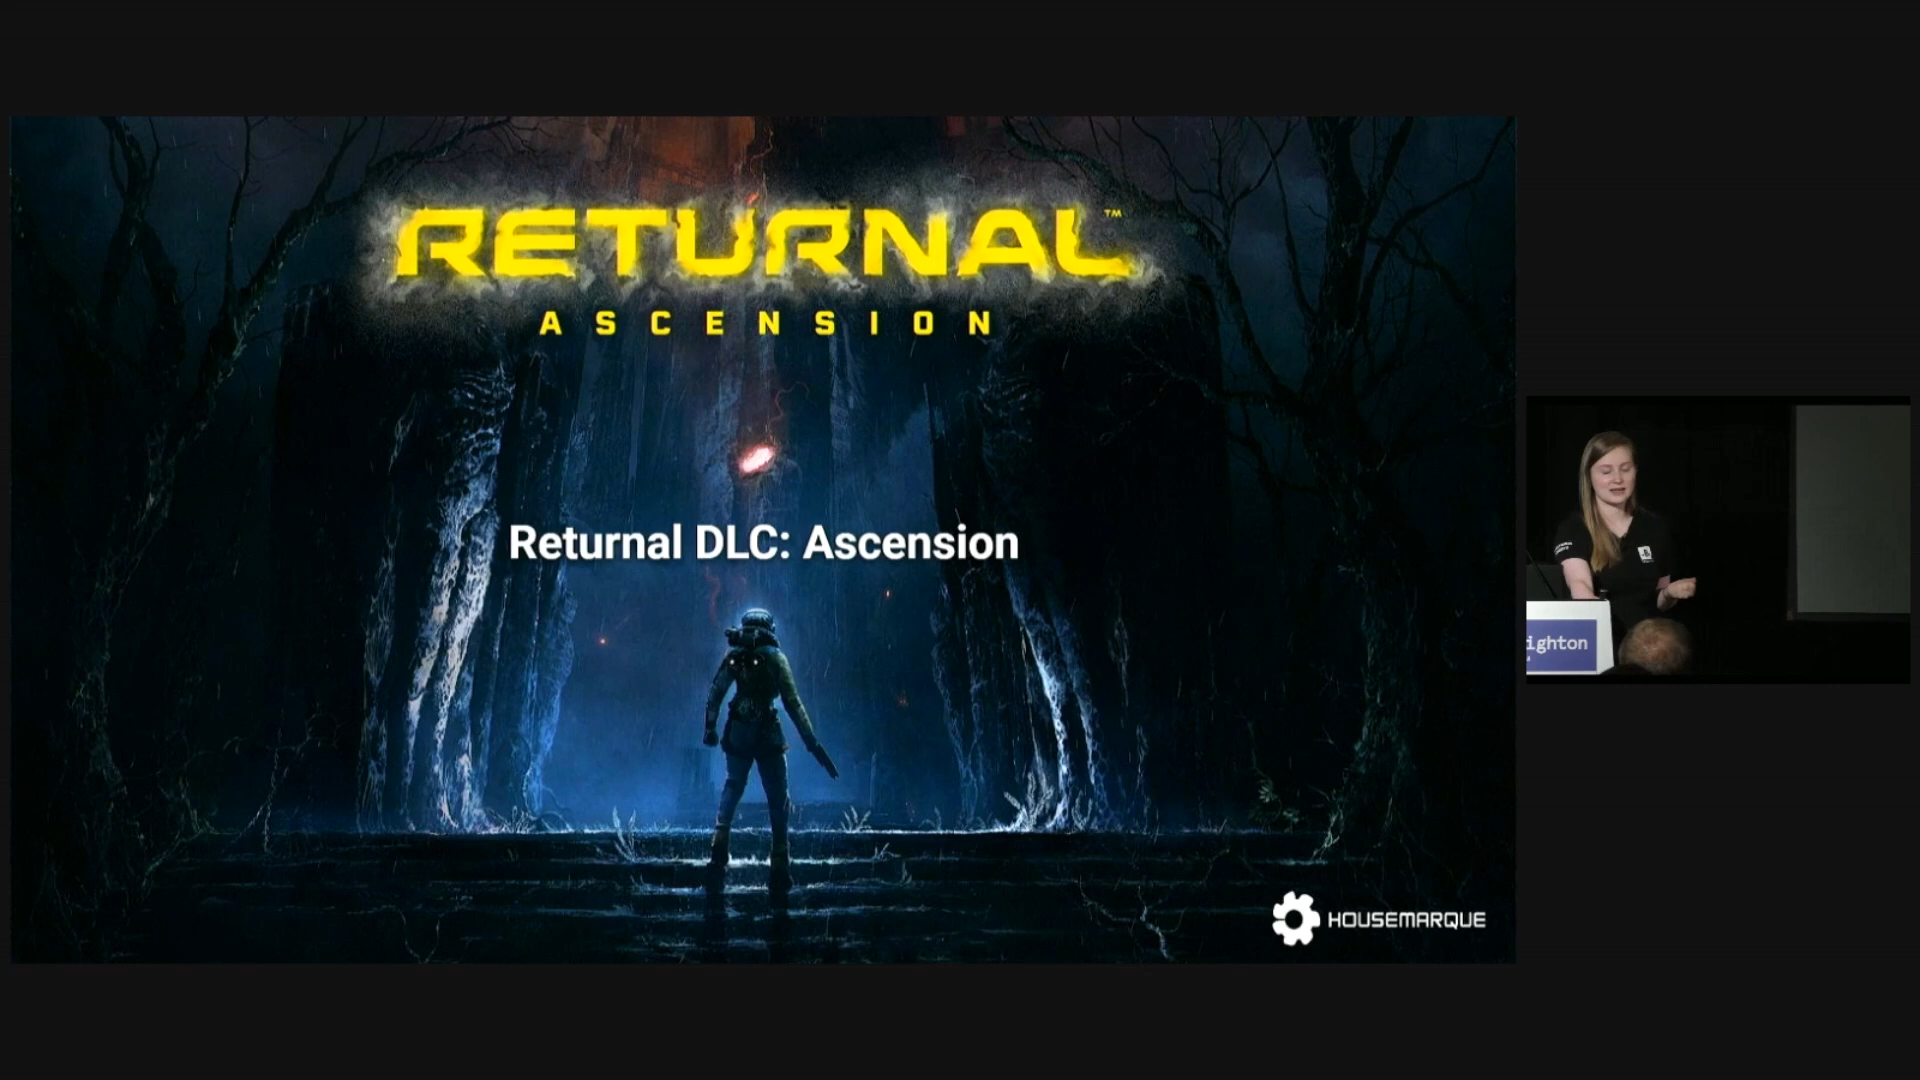 RETURNAL™
ASCENSION
Returnal DLC: Ascension
HOUSEMARQUE
ighton